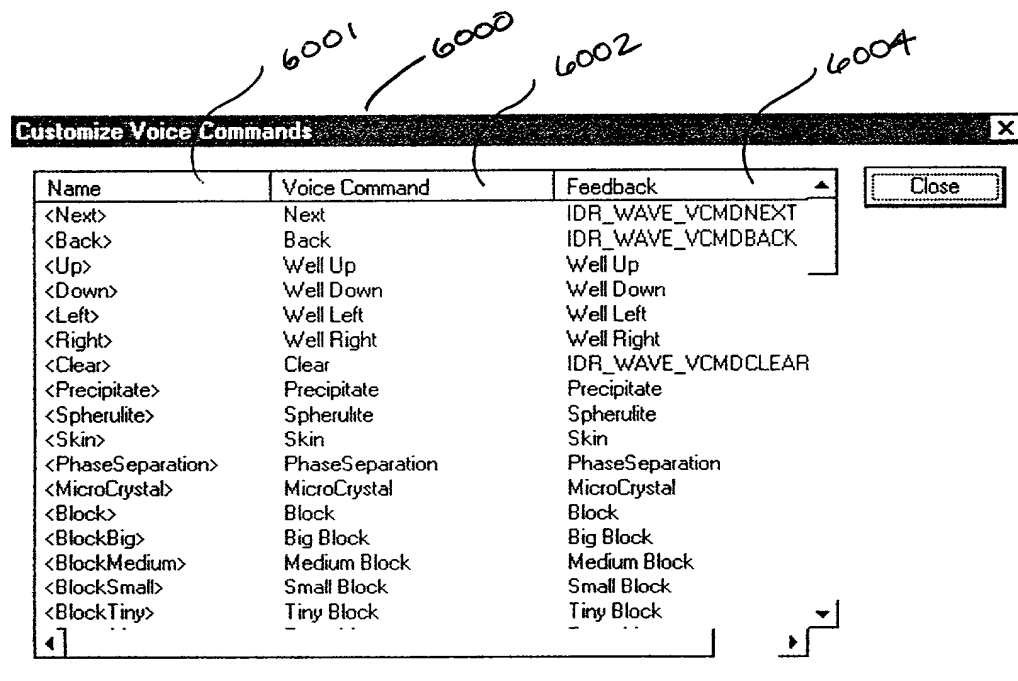 6001 6000 6002 6004
Customize Voice Commands
Name Voice Command Feedback Close
<Next> Next IDR_WAVE_VCMDNEXT
<Back> Back IDR_WAVE_VCMDBACK
<Up> Well Up Well Up
<Down> Well Down Well Down
<Left> Well Left Well Left
<Right> Well Right Well Right
<Clear> Clear IDR_WAVE_VCMDCLEAR
<Precipitate> Precipitate Precipitate
<Spherulite> Spherulite Spherulite
<Skin> Skin Skin
<PhaseSeparation> PhaseSeparation PhaseSeparation
<MicroCrystal> MicroCrystal MicroCrystal
<Block> Block Block
<BlockBig> Big Block Big Block
<BlockMedium> Medium Block Medium Block
<BlockSmall> Small Block Small Block
<BlockTiny> Tiny Block Tiny Block